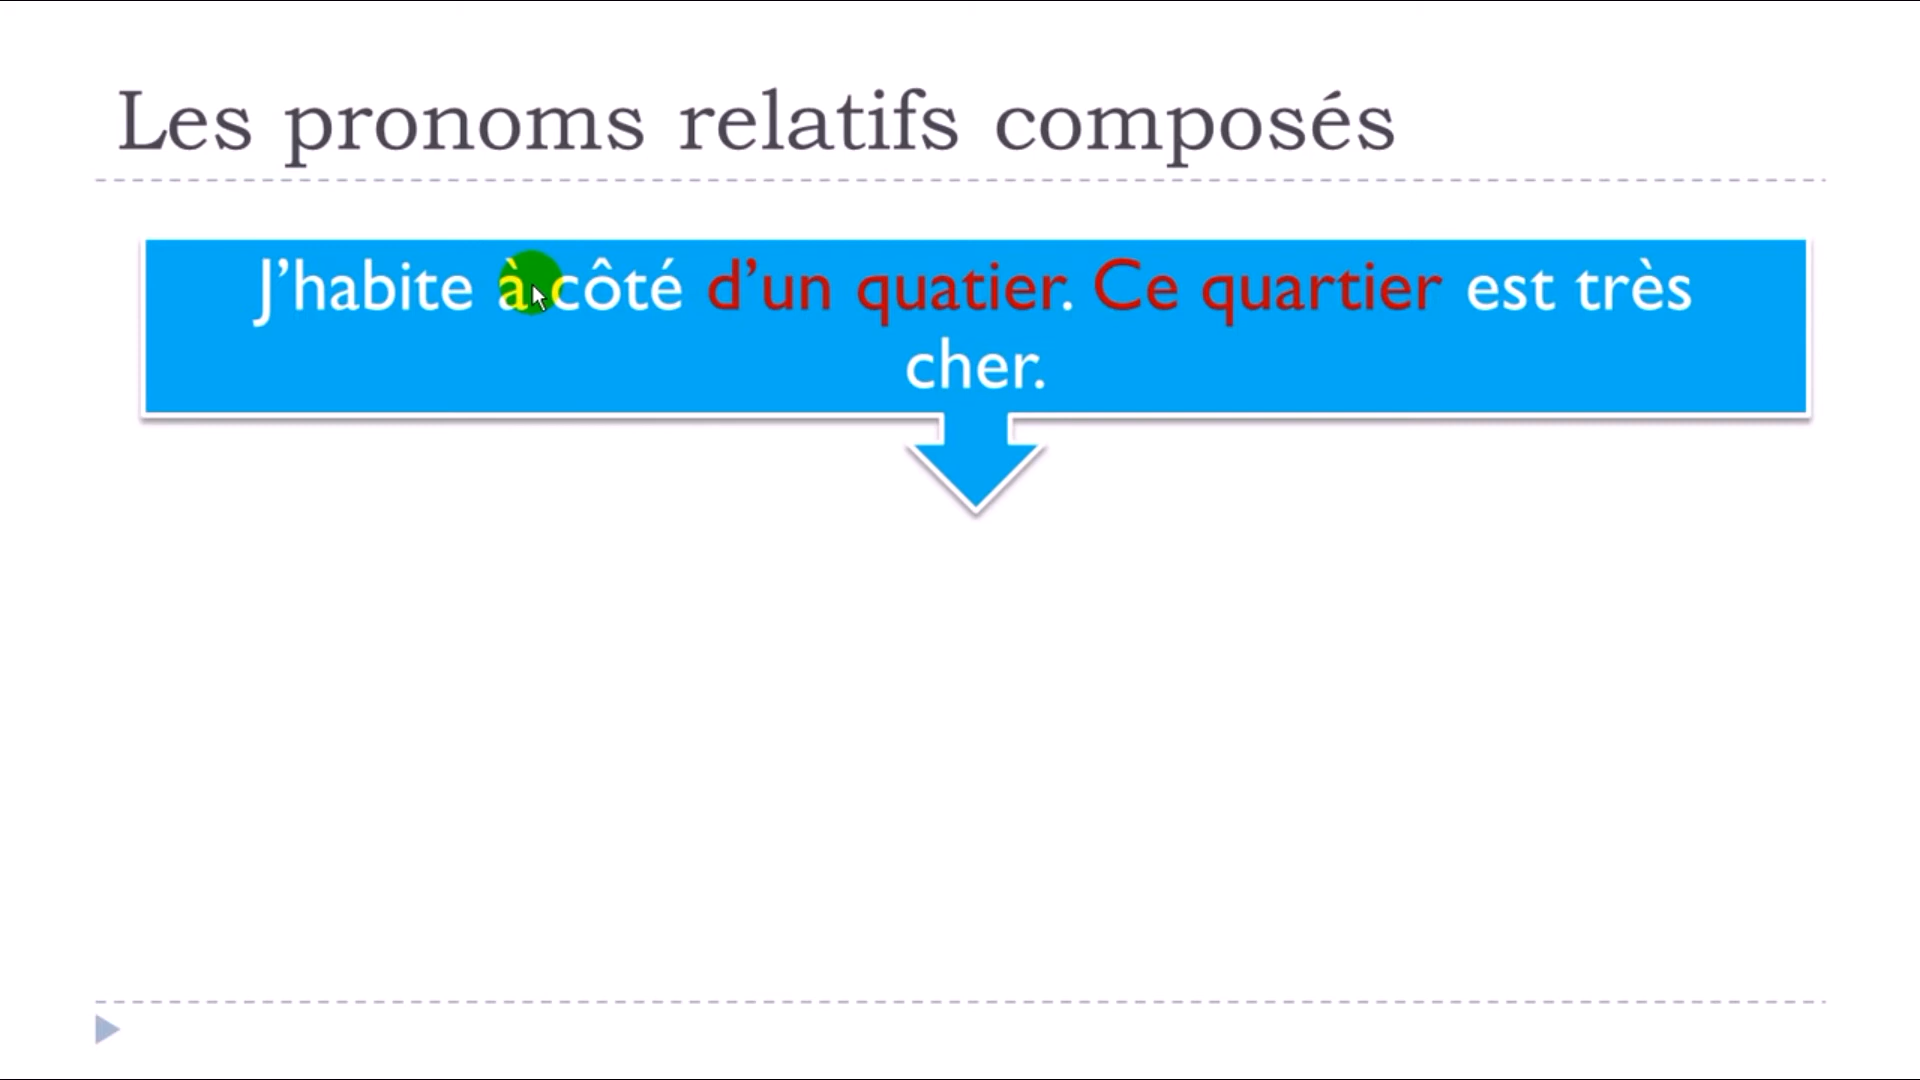 Les pronoms relatifs composés
J’habite à côté d’un quatier. Ce quartier est très
cher.